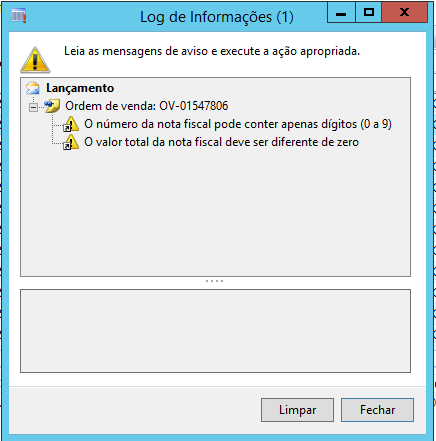 Log de Informações (1)
Leia as mensagens de aviso e execute a ação apropriada.
Lançamento
Ordem de venda: OV-01547806
O número da nota fiscal pode conter apenas dígitos (0 a 9)
O valor total da nota fiscal deve ser diferente de zero
Limpar
Fechar